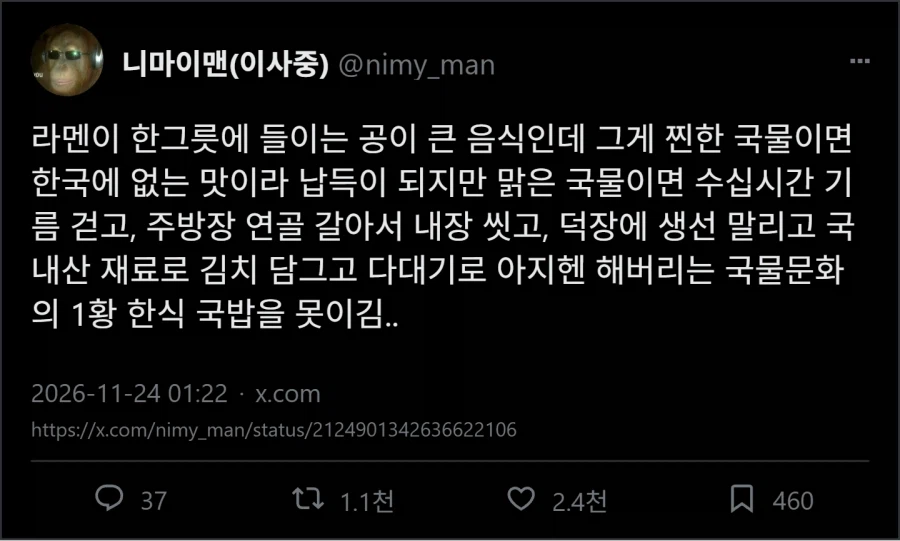 니마이맨(이사중) @nimy_man
라멘이 한그릇에 들이는 공이 큰 음식인데 그게 찐한 국물이면
한국에 없는 맛이라 납득이 되지만 맑은 국물이면 수십시간 기
름 걷고, 주방장 연골 갈아서 내장 씻고, 덕장에 생선 말리고 국
내산 재료로 김치 담그고 다대기로 아지헨 해버리는 국물문화
의 1황 한식 국밥을 못이김..
2026-11-24 01:22 · x.com
https://x.com/nimy_man/status/2124901342636622106
37 1.1천 2.4천 460